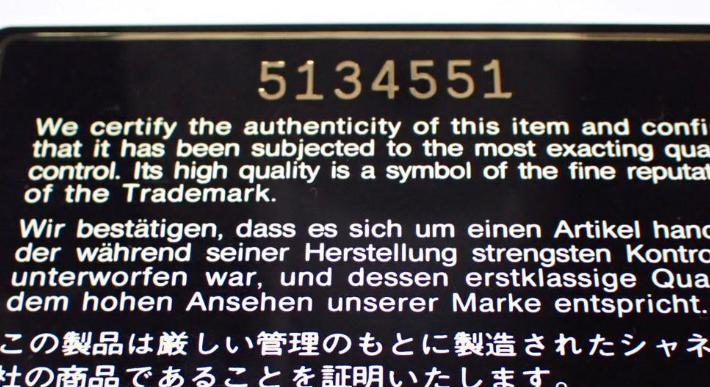 5134551
We certify the authenticity of this item and confi
that it has been subjected to the most exacting qua
control. Its high quality is a symbol of the fine reputat
of the Trademark.
Wir bestätigen, dass es sich um einen Artikel hand
der während seiner Herstellung strengsten Kontro
unterworfen war, und dessen erstklassige Qua
dem hohen Ansehen unserer Marke entspricht.
この製品は厳しい管理のもとに製造されたシャネ
社の商品であることを証明いたします。